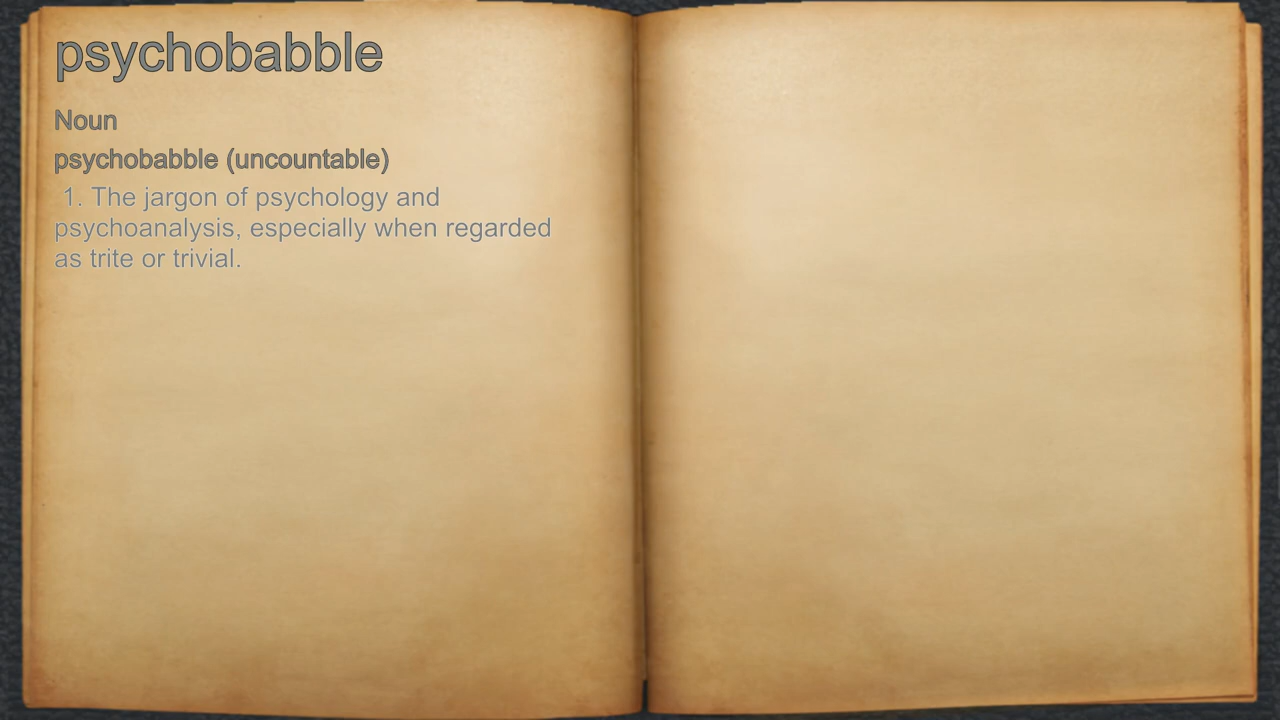 psychobabble
Noun
psychobabble (uncountable)
1. The jargon of psychology and
psychoanalysis, especially when regarded
as trite or trivial.